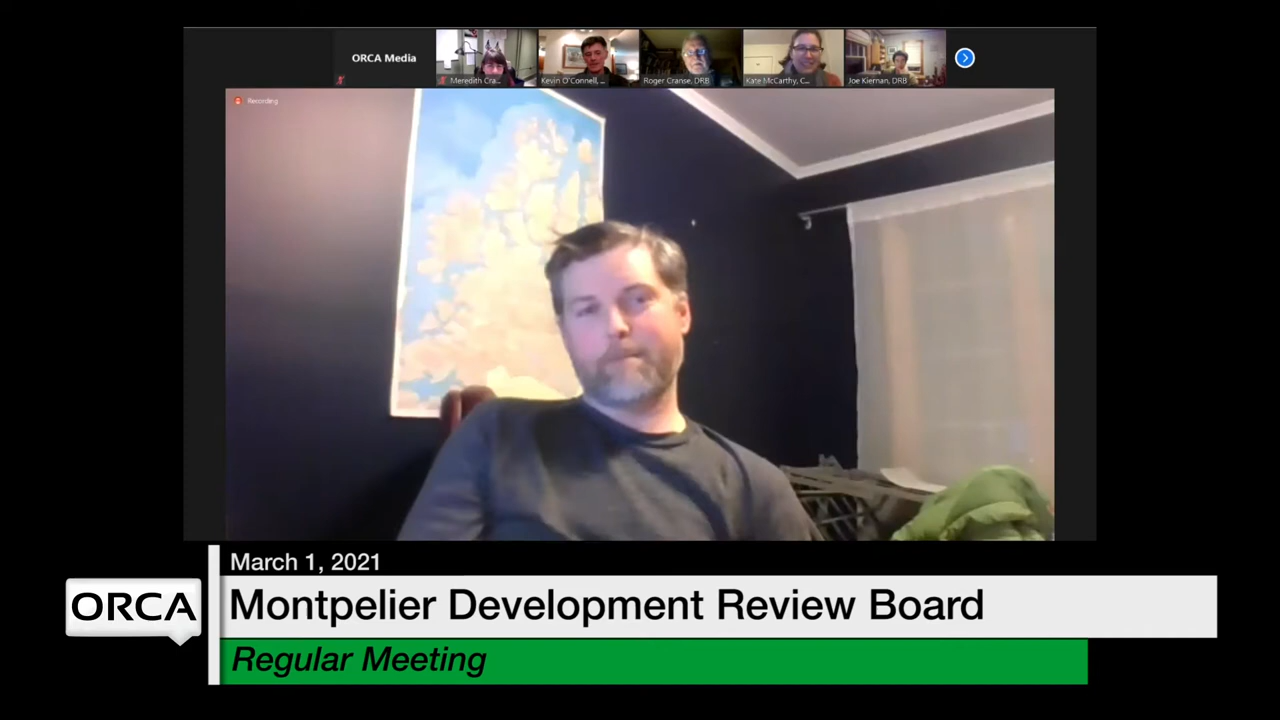 ORCA Media
Meredith Cra...
Kevin O'Connell, ...
Roger Cranse, DRB
Kate McCarthy, C...
Joe Kiernan, DRB
Recording
March 1, 2021
ORCA
Montpelier Development Review Board
Regular Meeting